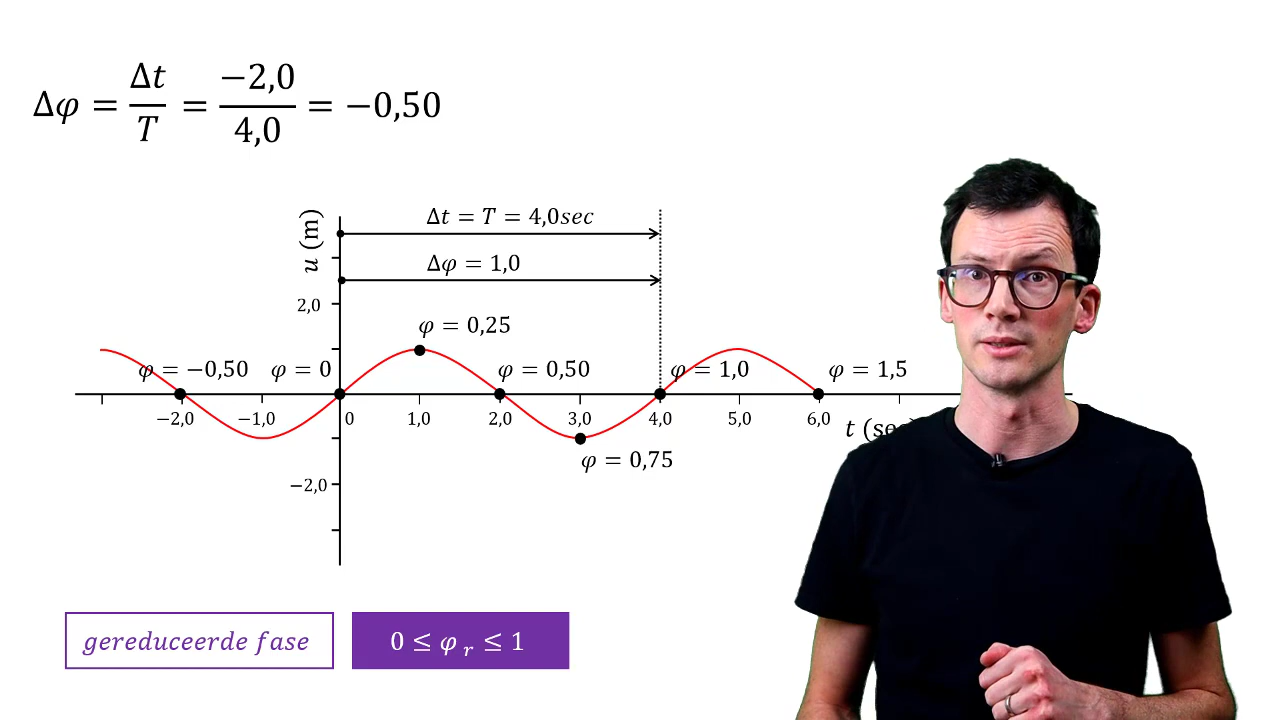 Δφ = Δt / T = −2,0 / 4,0 = −0,50
u (m)
Δt = T = 4,0sec
Δφ = 1,0
2,0
φ = 0,25
φ = −0,50 φ = 0 φ = 0,50 φ = 1,0 φ = 1,5
−2,0 −1,0 0 1,0 2,0 3,0 4,0 5,0 6,0
t
φ = 0,75
−2,0
gereduceerde fase 0 ≤ φ r ≤ 1